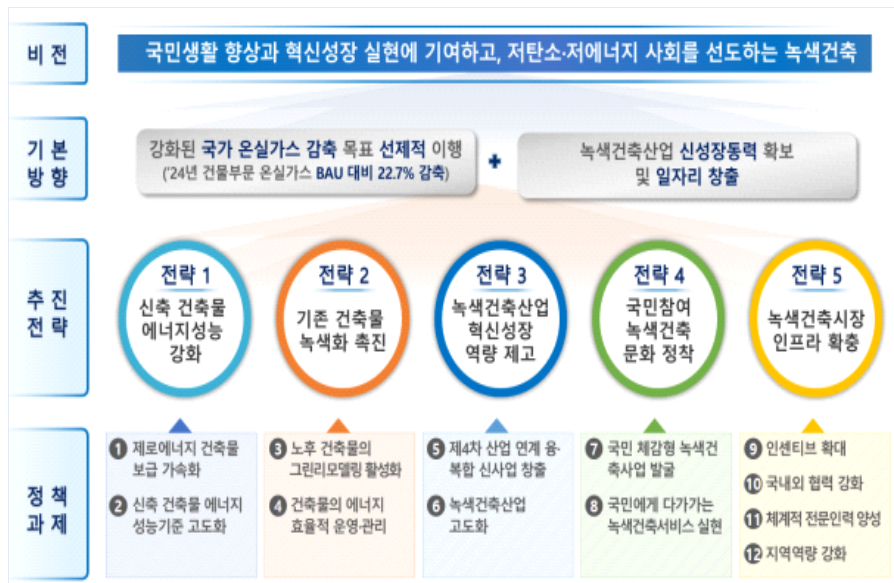 비전
국민생활 향상과 혁신성장 실현에 기여하고, 저탄소·저에너지 사회를 선도하는 녹색건축
기본
방향
강화된 국가 온실가스 감축 목표 선제적 이행
('24년 건물부문 온실가스 BAU 대비 22.7% 감축)
+
녹색건축산업 신성장동력 확보
및 일자리 창출
추진
전략
전략 1
신축 건축물
에너지성능
강화
전략 2
기존 건축물
녹색화 촉진
전략 3
녹색건축산업
혁신성장
역량 제고
전략 4
국민참여
녹색건축
문화 정착
전략 5
녹색건축시장
인프라 확충
정책
과제
1 제로에너지 건축물
보급 가속화
2 신축 건축물 에너지
성능기준 고도화
3 노후 건축물의
그린리모델링 활성화
4 건축물의 에너지
효율적 운영·관리
5 제4차 산업 연계 융·
복합 신사업 창출
6 녹색건축산업
고도화
7 국민 체감형 녹색건
축사업 발굴
8 국민에게 다가가는
녹색건축서비스 실현
9 인센티브 확대
10 국내외 협력 강화
11 체계적 전문인력 양성
12 지역역량 강화